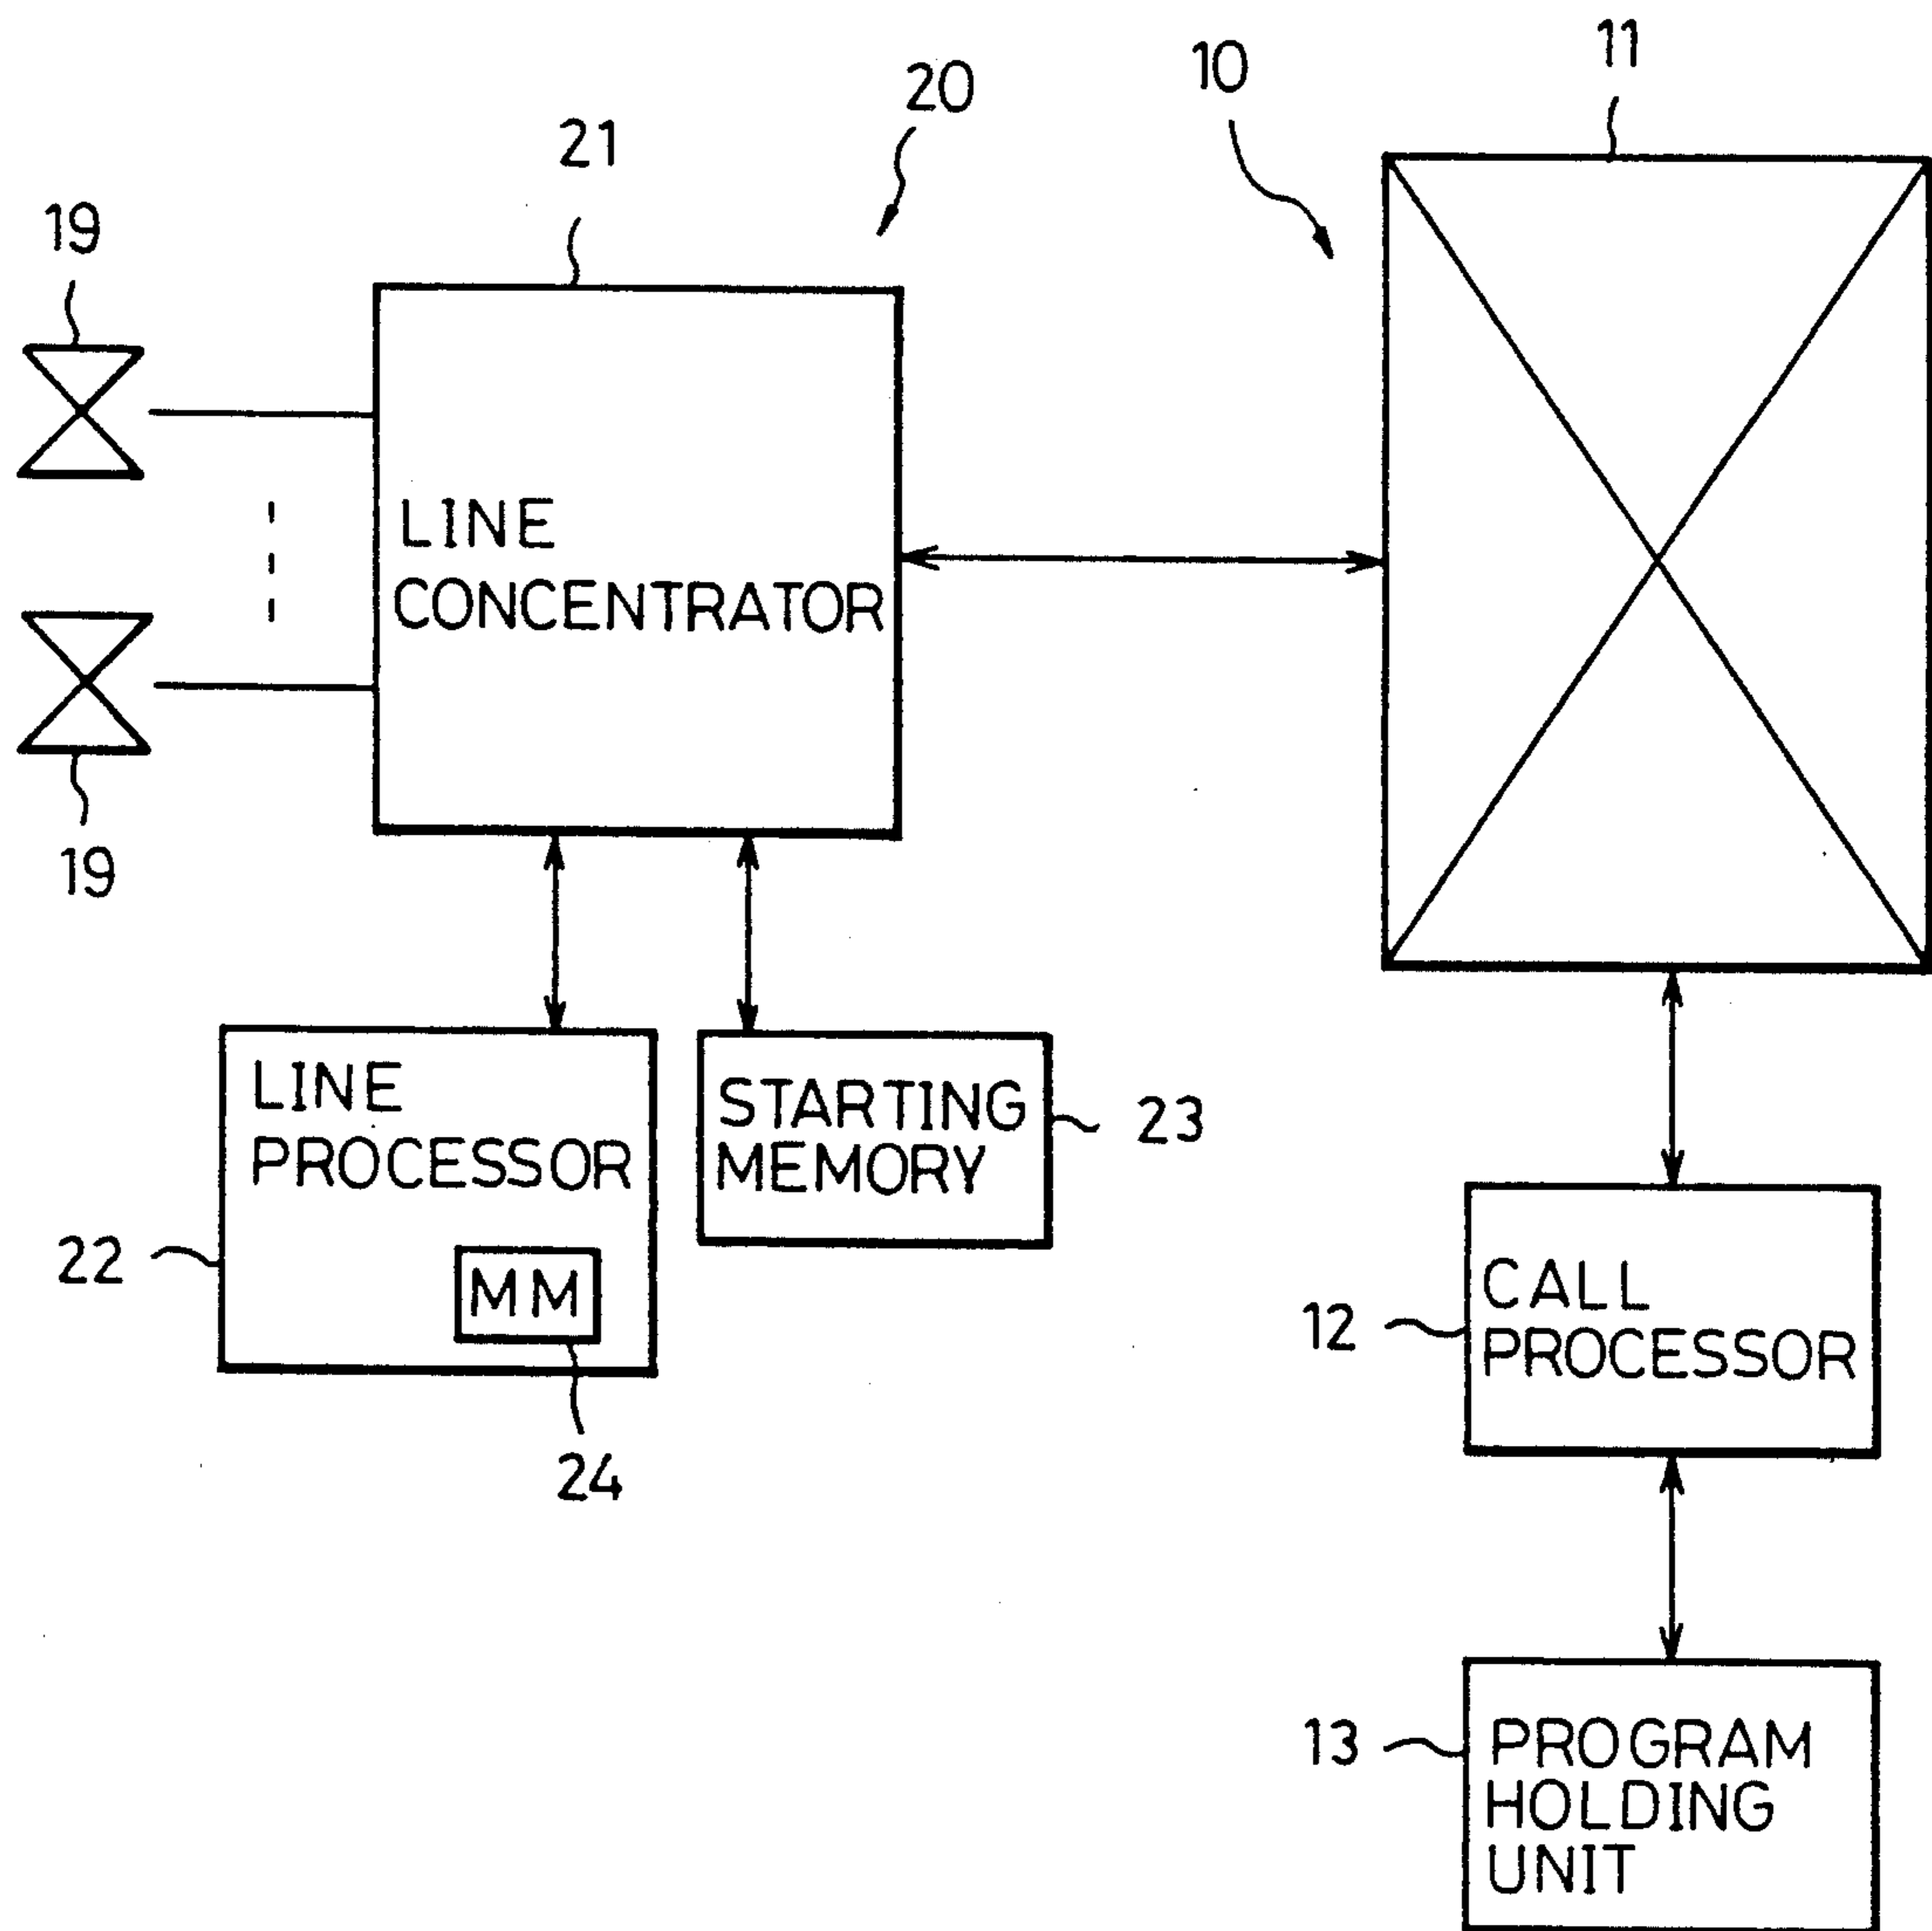 11
10
20
21
19
LINE
CONCENTRATOR
19
LINE
PROCESSOR
STARTING
MEMORY
23
22
MM
24
CALL
PROCESSOR
12
13
PROGRAM
HOLDING
UNIT